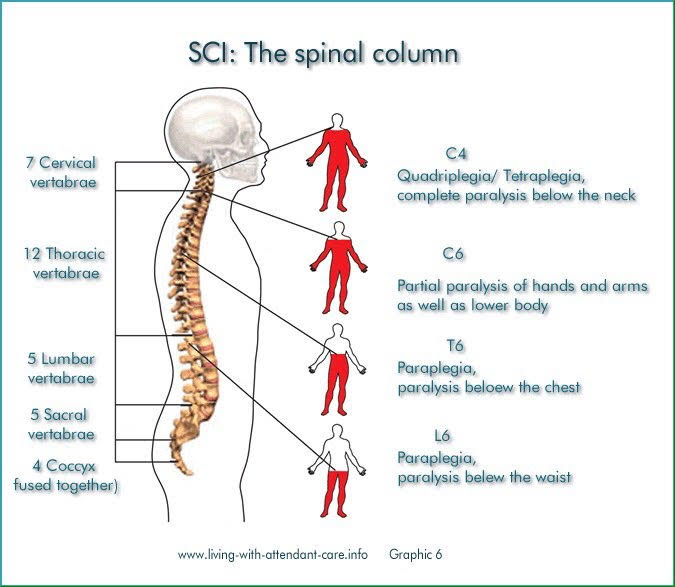 SCI: The spinal column
7 Cervical
vertabrae
12 Thoracic
vertabrae
5 Lumbar
vertabrae
5 Sacral
vertabrae
4 Coccyx
fused together)
C4
Quadriplegia/ Tetraplegia,
complete paralysis below the neck
C6
Partial paralysis of hands and arms
as well as lower body
T6
Paraplegia,
paralysis beloew the chest
L6
Paraplegia,
paralysis belew the waist
www.living-with-attendant-care.info Graphic 6